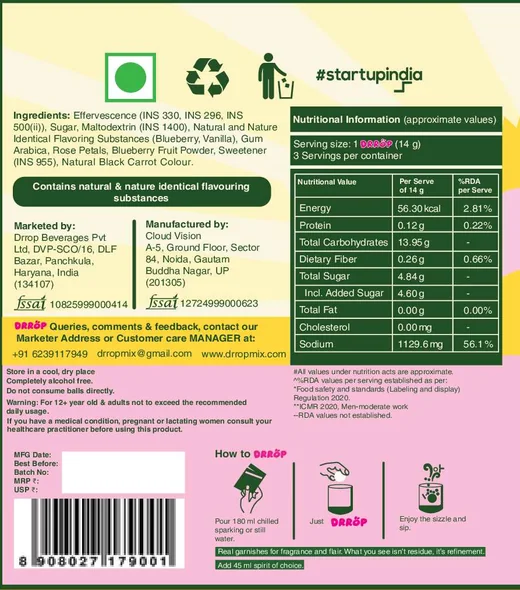 #startupindia
Ingredients: Effervescence (INS 330, INS 296, INS
500(ii)), Sugar, Maltodextrin (INS 1400), Natural and Nature
Identical Flavoring Substances (Blueberry, Vanilla), Gum
Arabica, Rose Petals, Blueberry Fruit Powder, Sweetener
(INS 955), Natural Black Carrot Colour.
Contains natural & nature identical flavouring
substances
Marketed by:
Drrop Beverages Pvt
Ltd, DVP-SCO/16, DLF
Bazar, Panchkula,
Haryana, India
(134107)
fssai 10825999000414
Manufactured by:
Cloud Vision
A-5, Ground Floor, Sector
84, Noida, Gautam
Buddha Nagar, UP
(201305)
fssai 12724999000623
DRRÖP Queries, comments & feedback, contact our
Marketer Address or Customer care MANAGER at:
+91 6239117949 drropmix@gmail.com www.drropmix.com
Nutritional Information (approximate values)
Serving size: 1 DRRÖP (14 g)
3 Servings per container
Nutritional Value Per Serve of 14 g %RDA per Serve
Energy 56.30 kcal 2.81%
Protein 0.12 g 0.22%
Total Carbohydrates 13.95 g -
Dietary Fiber 0.26 g 0.66%
Total Sugar 4.84 g -
Incl. Added Sugar 4.60 g -
Total Fat 0.00 g 0.00%
Cholesterol 0.00 mg -
Sodium 1129.6 mg 56.1%
Store in a cool, dry place
Completely alcohol free.
Do not consume balls directly.
Warning: For 12+ year old & adults not to exceed the recommended
daily usage.
If you have a medical condition, pregnant or lactating women consult your
healthcare practitioner before using this product.
#All values under nutrition acts are approximate.
^%RDA values per serving established as per:
*Food safety and standards (Labeling and display)
Regulation 2020.
**ICMR 2020, Men-moderate work
--RDA values not established.
MFG Date:
Best Before:
Batch No:
MRP ₹:
USP ₹:
8 908027 179001
How to DRRÖP
Pour 180 ml chilled
sparking or still
water.
Just DRRÖP
Enjoy the sizzle and
sip.
Real garnishes for fragrance and flair. What you see isn't residue, it's refinement.
Add 45 ml spirit of choice.